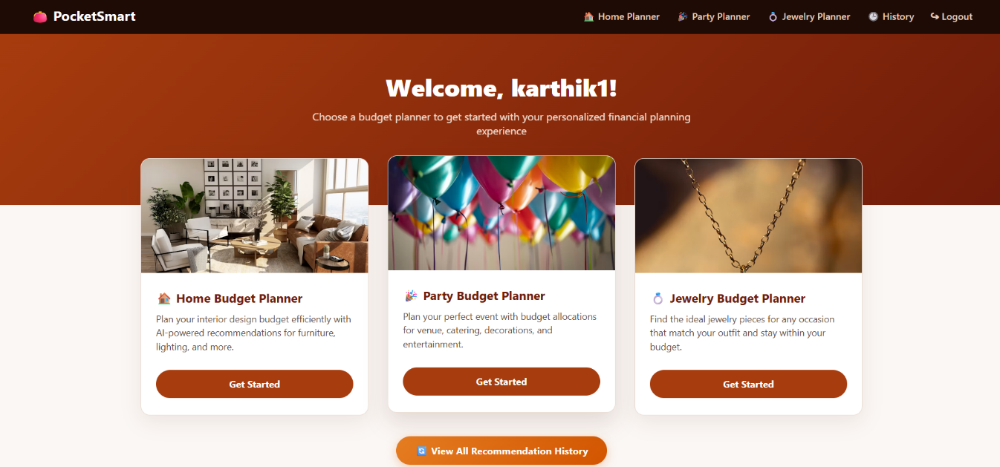 PocketSmart
Home Planner
Party Planner
Jewelry Planner
History
Logout
Welcome, karthik1!
Choose a budget planner to get started with your personalized financial planning
experience
Home Budget Planner
Plan your interior design budget efficiently with
AI-powered recommendations for furniture,
lighting, and more.
Get Started
Party Budget Planner
Plan your perfect event with budget allocations
for venue, catering, decorations, and
entertainment.
Get Started
Jewelry Budget Planner
Find the ideal jewelry pieces for any occasion
that match your outfit and stay within your
budget.
Get Started
View All Recommendation History